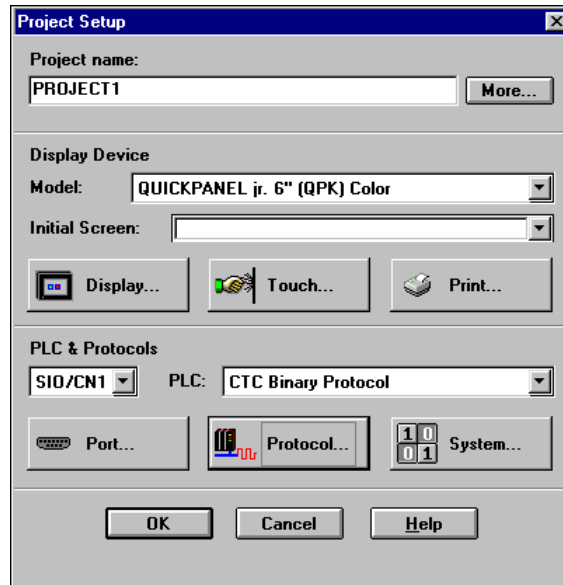 Project Setup
Project name:
PROJECT1
More...
Display Device
Model: QUICKPANEL jr. 6" (QPK) Color
Initial Screen:
Display... Touch... Print...
PLC & Protocols
SIO/CN1 PLC: CTC Binary Protocol
Port... Protocol... 1 0 0 1 System...
OK Cancel Help